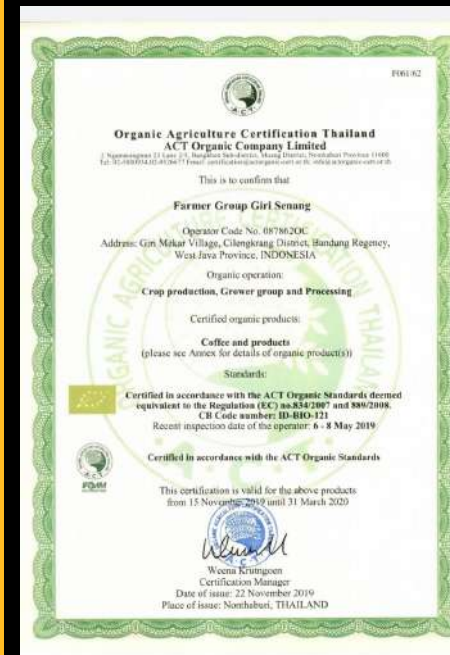 F061/62
A C T
Organic Agriculture Certification Thailand
ACT Organic Company Limited
This is to confirm that
Farmer Group Giri Senang
Operator Code No. 087862OC
Address: Giri Mekar Village, Cilengkrang District, Bandung Regency,
West Java Province, INDONESIA
Organic operation:
Crop production, Grower group and Processing
Certified organic products:
Coffee and products
(please see Annex for details of organic product(s))
Standards:
Certified in accordance with the ACT Organic Standards deemed
equivalent to the Regulation (EC) no.834/2007 and 889/2008.
CB Code number: ID-BIO-121
Recent inspection date of the operator: 6 - 8 May 2019
Certified in accordance with the ACT Organic Standards
IFOAM
This certification is valid for the above products
from 15 November 2019 until 31 March 2020
Weena Krutngoen
Certification Manager
Date of issue: 22 November 2019
Place of issue: Nonthaburi, THAILAND